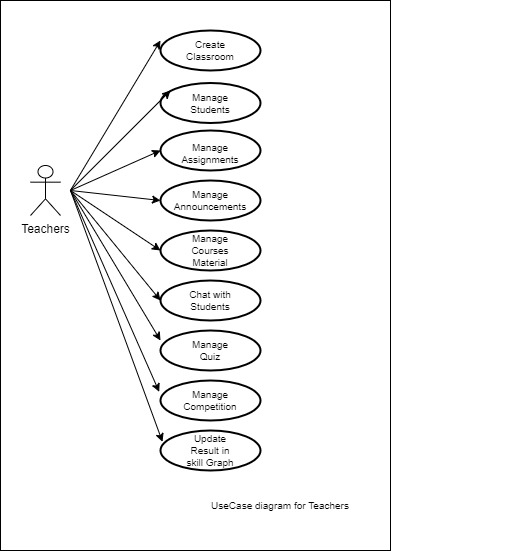 Create
Classroom
Manage
Students
Manage
Assignments
Manage
Announcements
Teachers
Manage
Courses
Material
Chat with
Students
Manage
Quiz
Manage
Competition
Update
Result in
skill Graph
UseCase diagram for Teachers